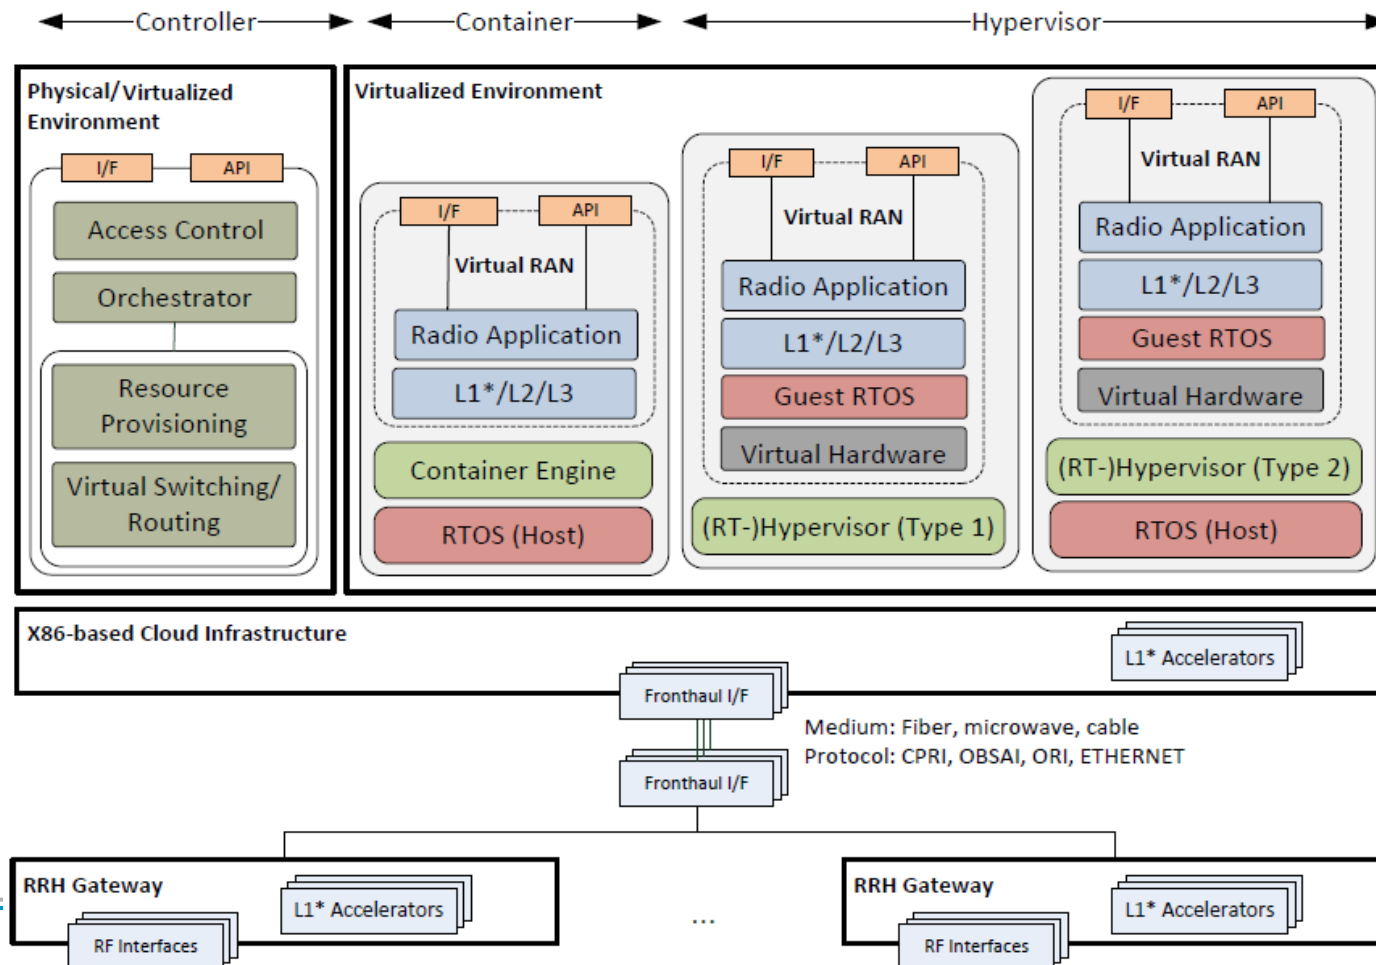 Controller
Container
Hypervisor
Physical/Virtualized
Environment
I/F
API
Access Control
Orchestrator
Resource
Provisioning
Virtual Switching/
Routing
Virtualized Environment
I/F
API
Virtual RAN
Radio Application
L1*/L2/L3
Container Engine
RTOS (Host)
I/F
API
Virtual RAN
Radio Application
L1*/L2/L3
Guest RTOS
Virtual Hardware
(RT-)Hypervisor (Type 1)
I/F
API
Virtual RAN
Radio Application
L1*/L2/L3
Guest RTOS
Virtual Hardware
(RT-)Hypervisor (Type 2)
RTOS (Host)
X86-based Cloud Infrastructure
L1* Accelerators
Fronthaul I/F
Medium: Fiber, microwave, cable
Protocol: CPRI, OBSAI, ORI, ETHERNET
Fronthaul I/F
RRH Gateway
L1* Accelerators
RF Interfaces
...
RRH Gateway
L1* Accelerators
RF Interfaces